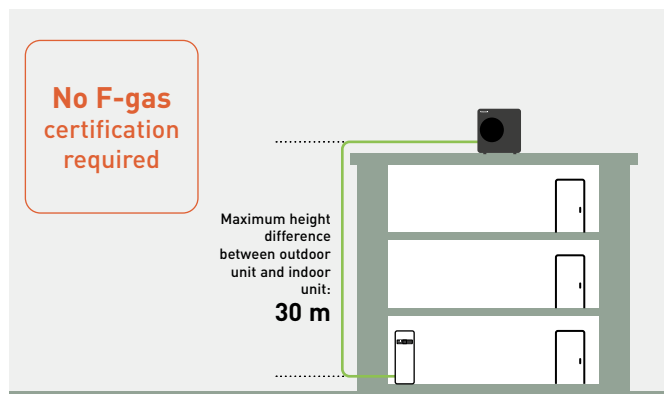 No F-gas
certification
required
Maximum height
difference
between outdoor
unit and indoor
unit:
30 m